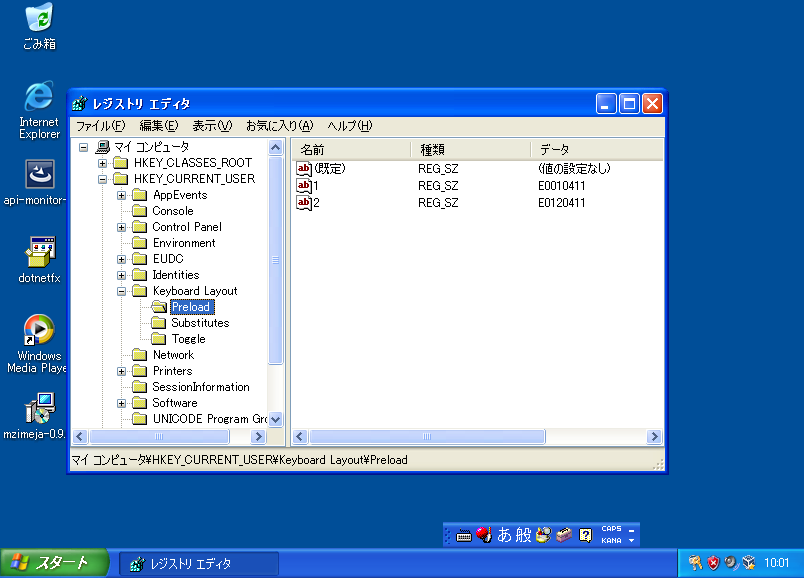 ごみ箱
Internet
Explorer
api-monitor-
dotnetfx
Windows
Media Playe
mzimeja-0.9.
レジストリ エディタ
ファイル(F) 編集(E) 表示(V) お気に入り(A) ヘルプ(H)
マイ コンピュータ
HKEY_CLASSES_ROOT
HKEY_CURRENT_USER
AppEvents
Console
Control Panel
Environment
EUDC
Identities
Keyboard Layout
Preload
Substitutes
Toggle
Network
Printers
SessionInformation
Software
UNICODE Program Gro
名前 種類 データ
ab (既定) REG_SZ (値の設定なし)
ab 1 REG_SZ E0010411
ab 2 REG_SZ E0120411
マイ コンピュータ¥HKEY_CURRENT_USER¥Keyboard Layout¥Preload
あ 般 CAPS
KANA
スタート レジストリ エディタ 10:01